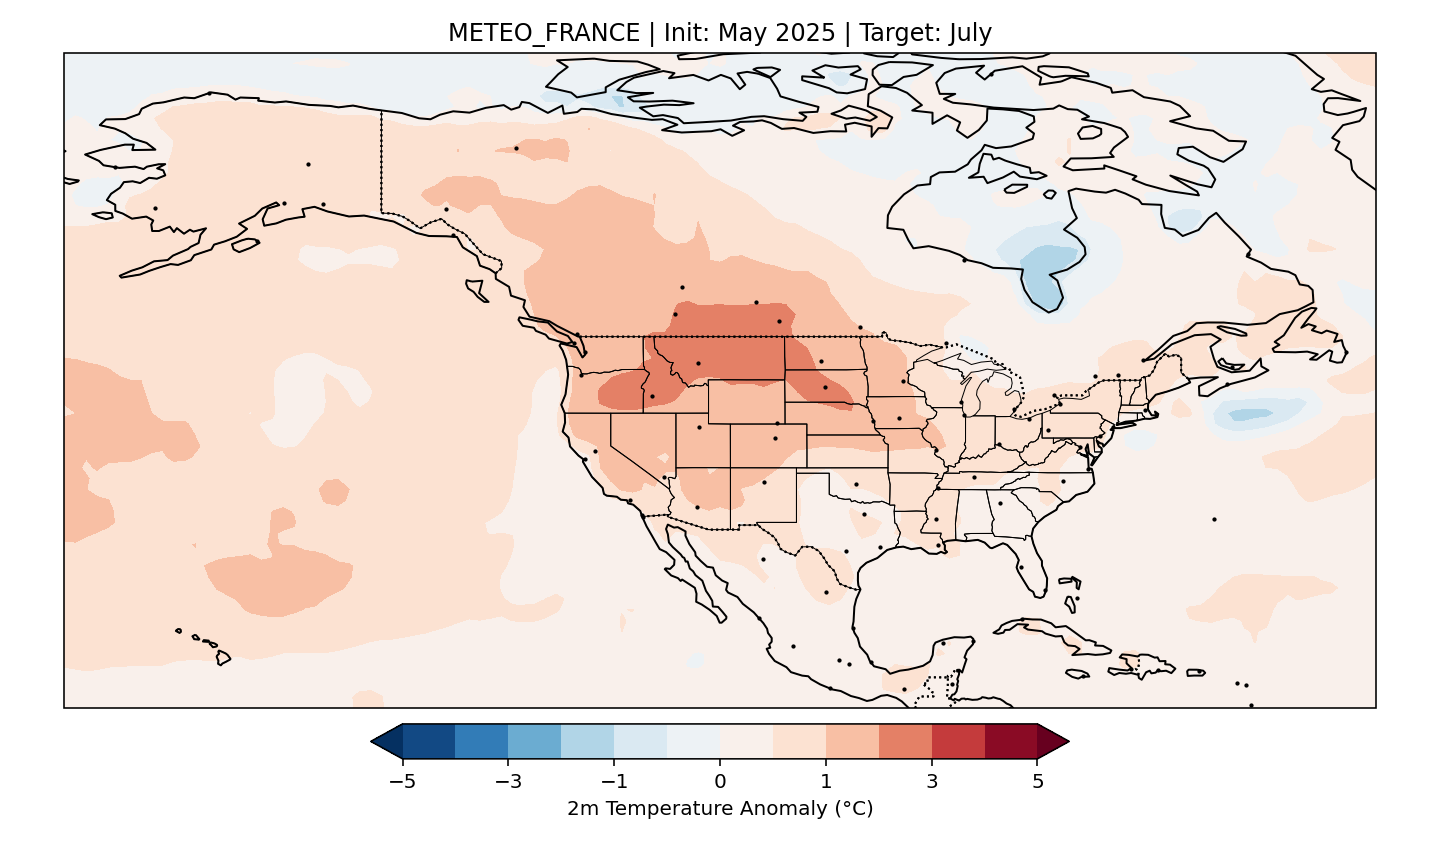 METEO_FRANCE | Init: May 2025 | Target: July
−5 −3 −1 0 1 3 5
2m Temperature Anomaly (°C)